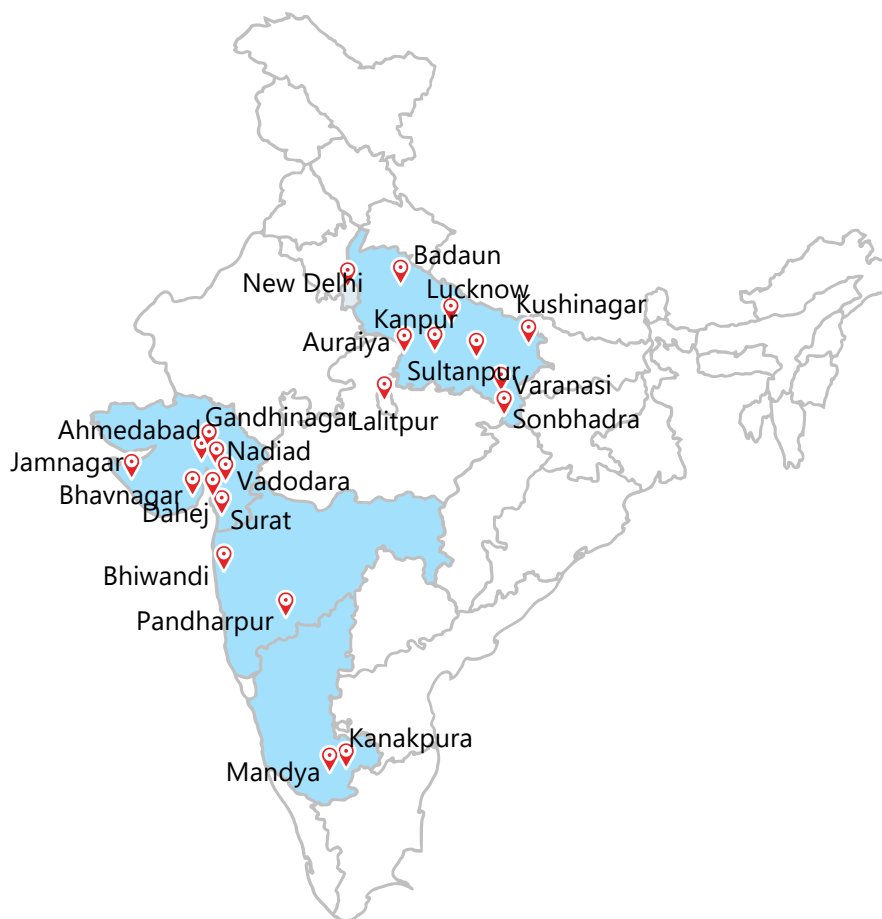 Badaun
New Delhi
Lucknow
Kushinagar
Kanpur
Auraiya
Sultanpur
Varanasi
Lalitpur
Sonbhadra
Gandhinagar
Ahmedabad
Nadiad
Jamnagar
Vadodara
Bhavnagar
Dahej
Surat
Bhiwandi
Pandharpur
Kanakpura
Mandya